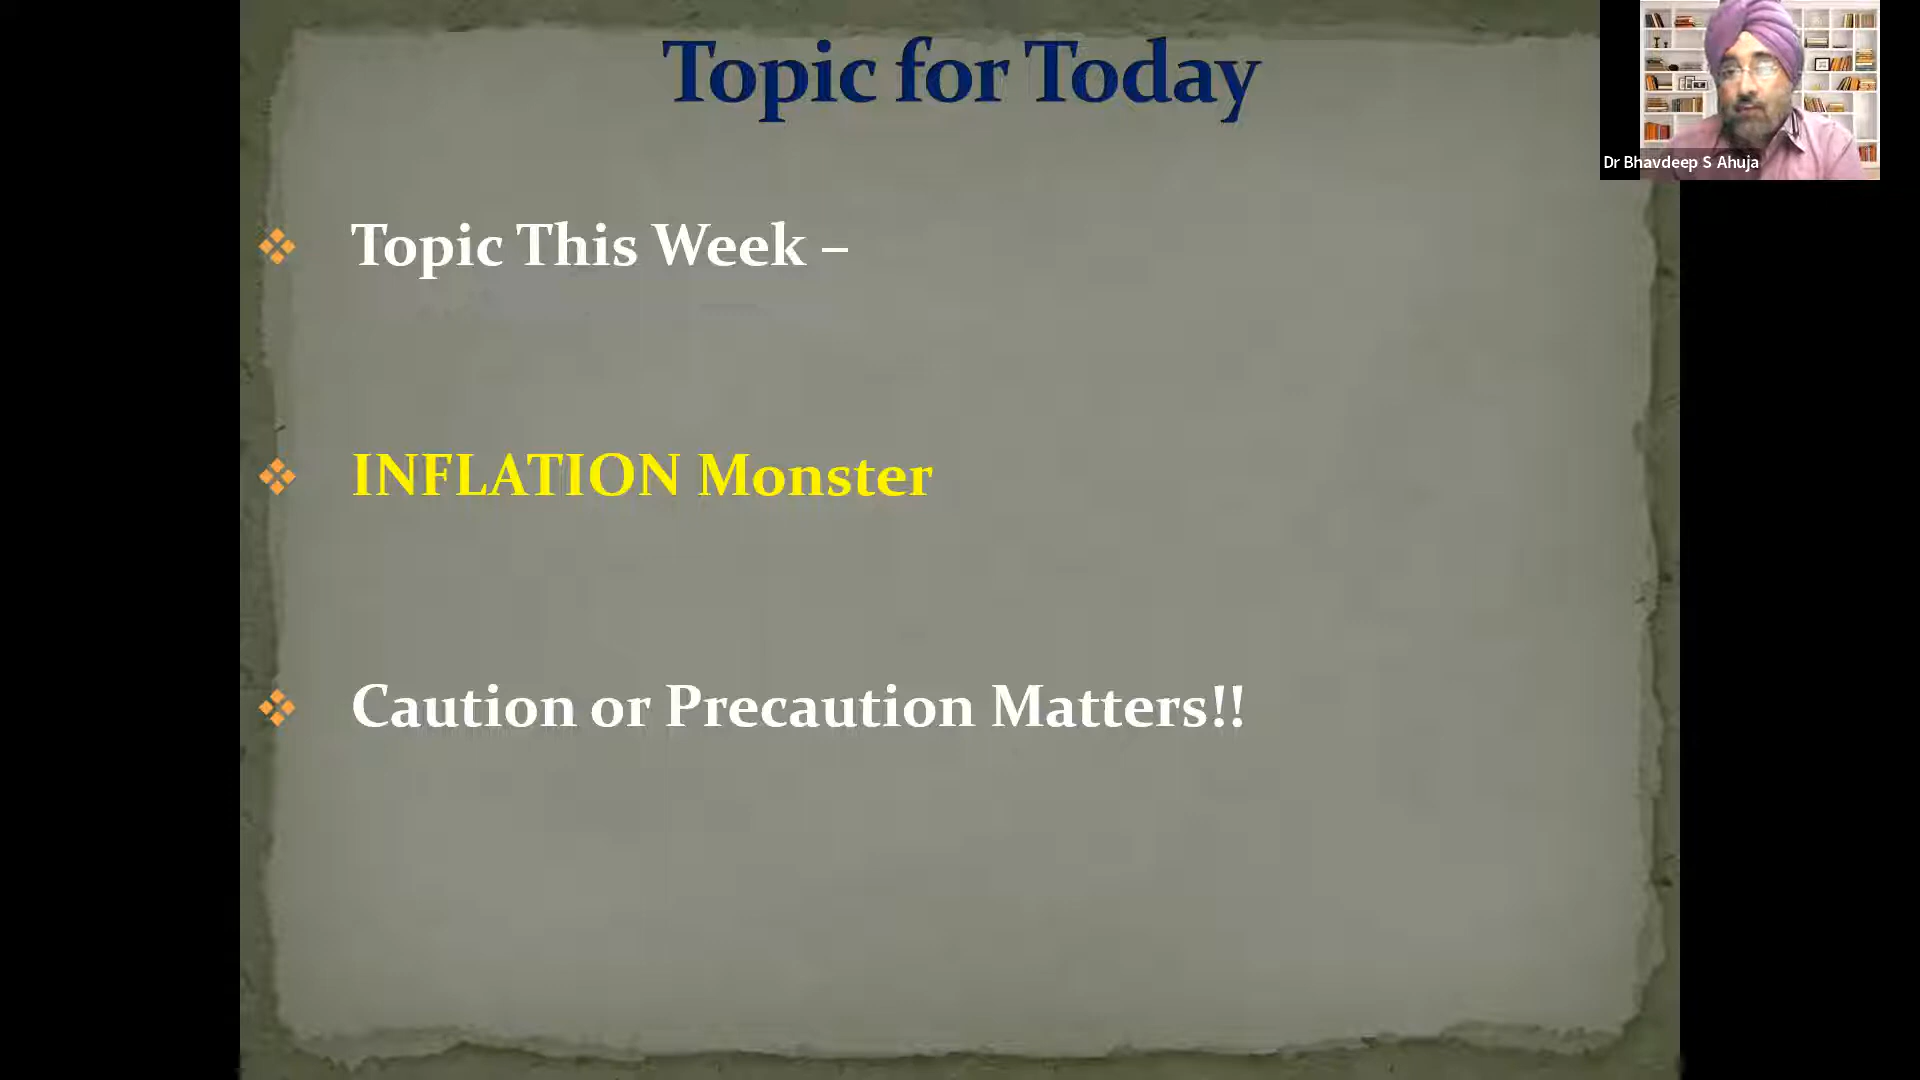 Topic for Today
Dr Bhavdeep S Ahuja
Topic This Week –
INFLATION Monster
Caution or Precaution Matters!!